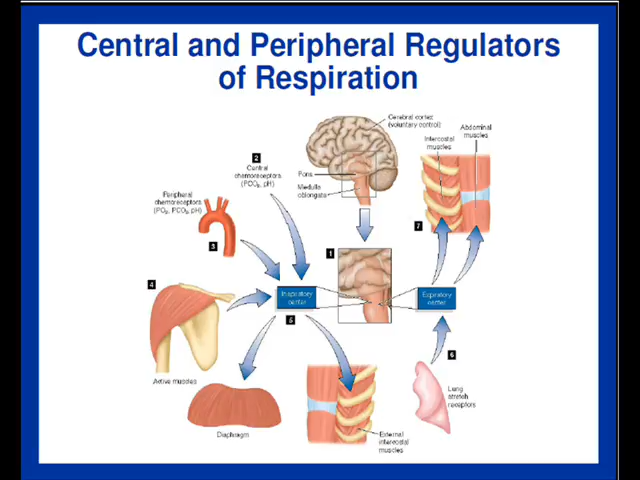 Central and Peripheral Regulators
of Respiration
Cerebral cortex
(voluntary control)
Abdominal
muscles
Intercostal
muscles
2
Central
chemoreceptors
(PCO₂, pH)
Pons
Medulla
oblongata
Peripheral
chemoreceptors
(PO₂, PCO₂, pH)
7
3
1
4
Inspiratory
center
Expiratory
center
5
6
Active muscles
Lung
stretch
receptors
Diaphragm
External
intercostal
muscles